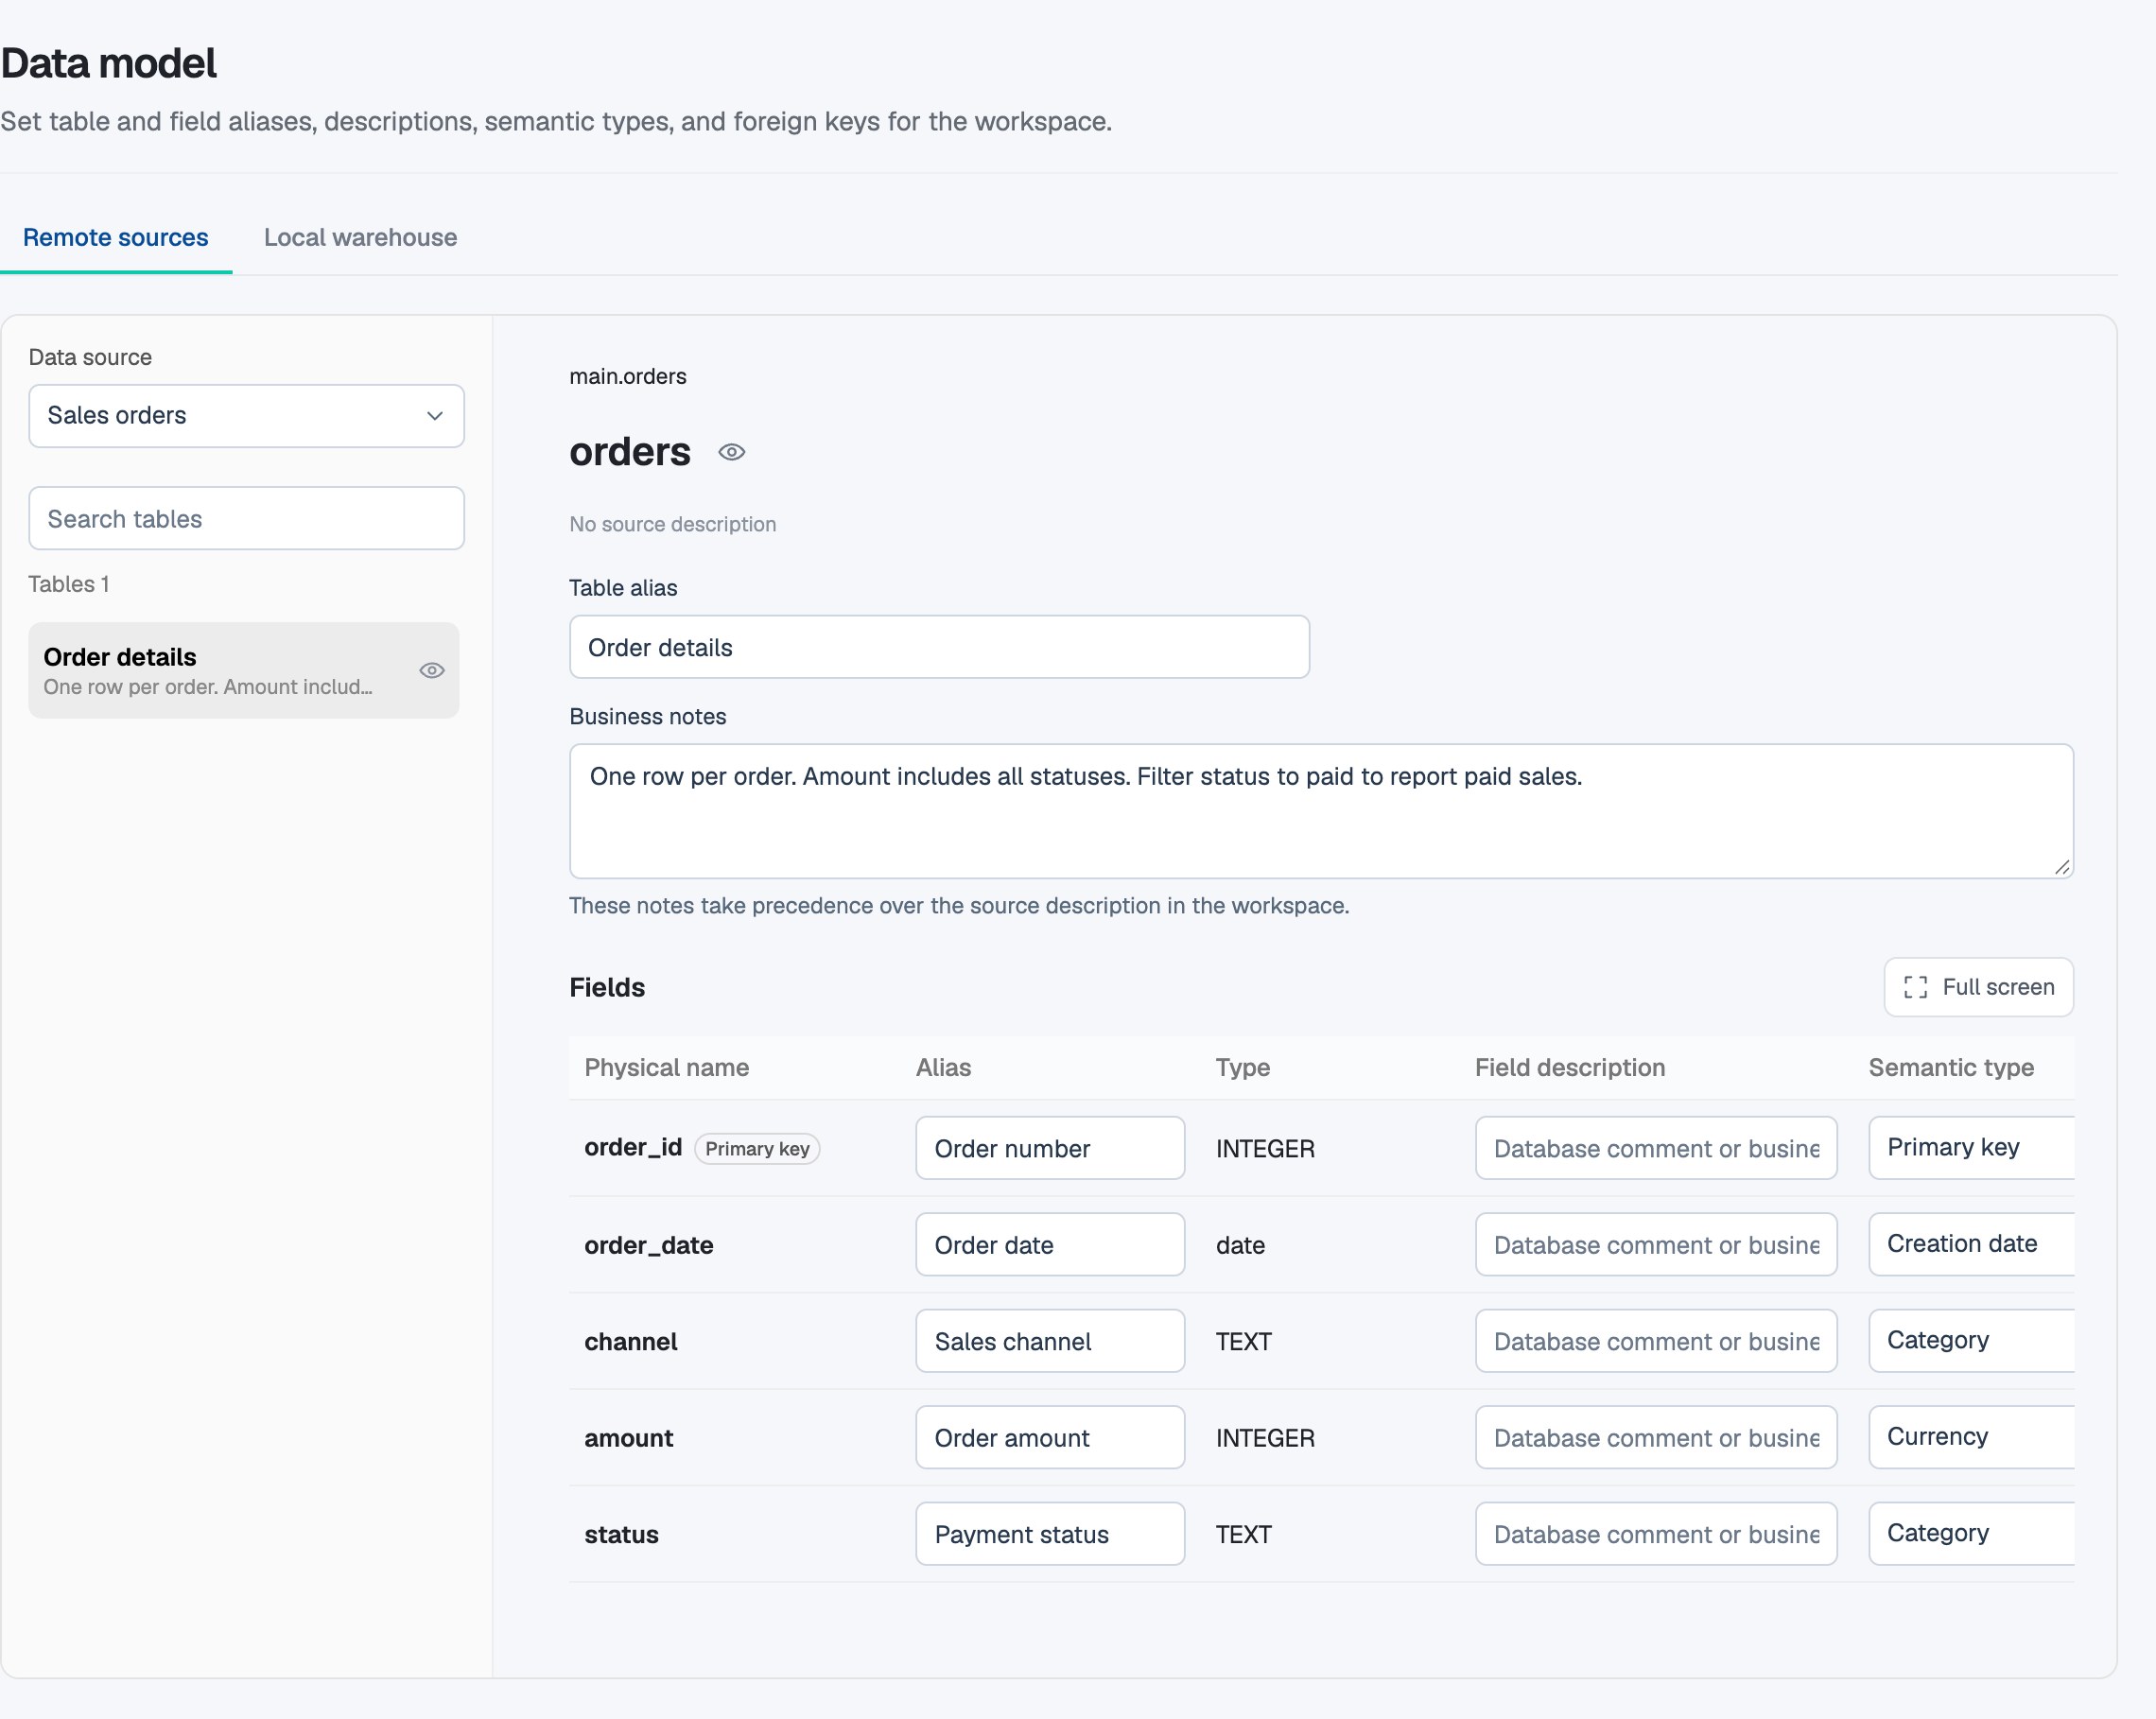 Data model
Set table and field aliases, descriptions, semantic types, and foreign keys for the workspace.
Remote sources
Local warehouse
Data source
Sales orders
Search tables
Tables 1
Order details
One row per order. Amount includ...
main.orders
orders
No source description
Table alias
Order details
Business notes
One row per order. Amount includes all statuses. Filter status to paid to report paid sales.
These notes take precedence over the source description in the workspace.
Fields
Full screen
Physical name Alias Type Field description Semantic type
order_id Primary key Order number INTEGER Database comment or busine Primary key
order_date Order date date Database comment or busine Creation date
channel Sales channel TEXT Database comment or busine Category
amount Order amount INTEGER Database comment or busine Currency
status Payment status TEXT Database comment or busine Category